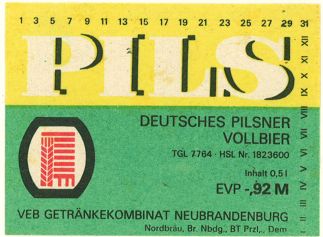 1 3 5 7 9 11 13 15 17 19 21 23 25 27 29 31
PILS
DEUTSCHES PILSNER
VOLLBIER
TGL 7764 · HSL Nr. 1823600
Inhalt 0,5 l
EVP -,92 M
VEB GETRÄNKEKOMBINAT NEUBRANDENBURG
Nordbräu, Br. Nbdg., BT Przl., Dem
I II III IV V VI VII VIII IX X XI XII